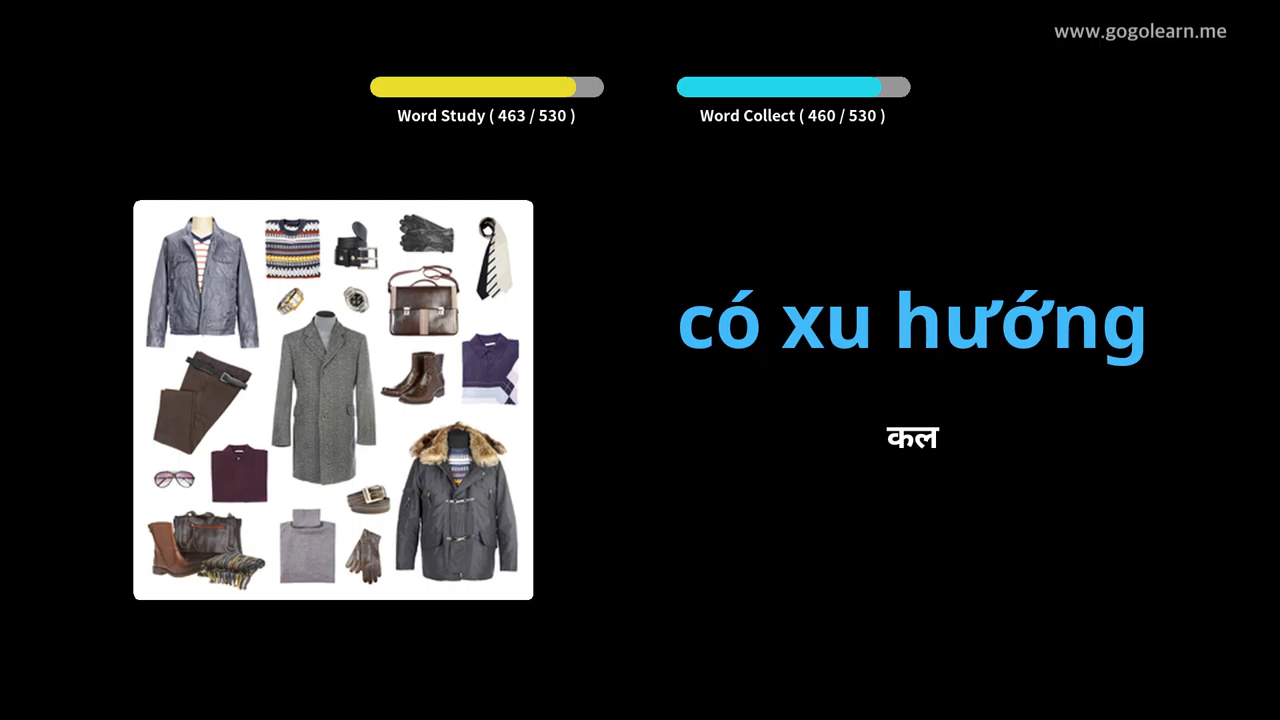 www.gogolearn.me
Word Study ( 463 / 530 )
Word Collect ( 460 / 530 )
có xu hướng
कल